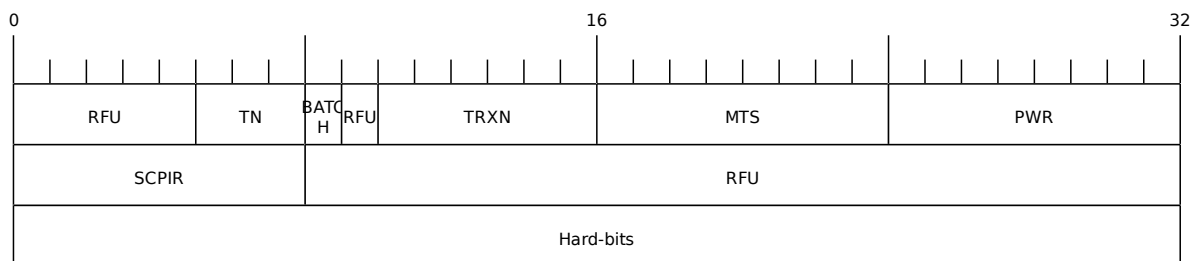 0 16 32
RFU TN BATC RFU TRXN MTS PWR
H
SCPIR RFU
Hard-bits